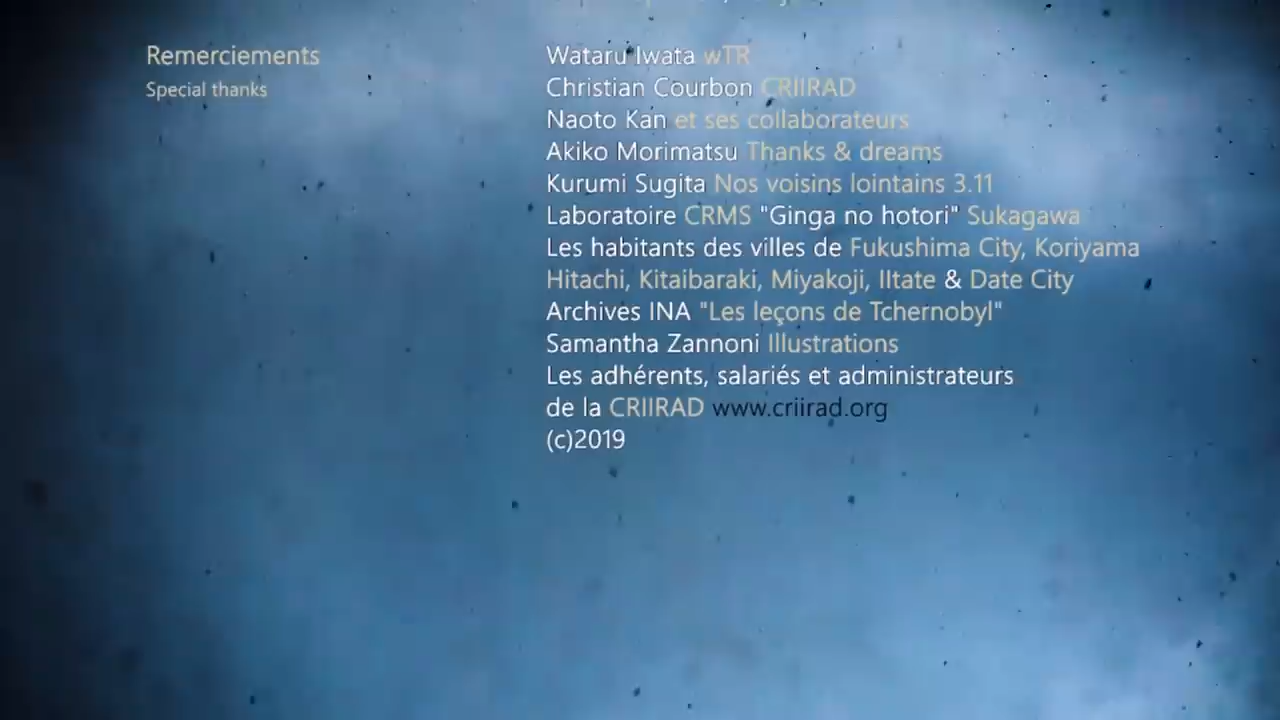 Remerciements
Special thanks
Wataru Iwata wTR
Christian Courbon CRIIRAD
Naoto Kan et ses collaborateurs
Akiko Morimatsu Thanks & dreams
Kurumi Sugita Nos voisins lointains 3.11
Laboratoire CRMS "Ginga no hotori" Sukagawa
Les habitants des villes de Fukushima City, Koriyama
Hitachi, Kitaibaraki, Miyakoji, IItate & Date City
Archives INA "Les leçons de Tchernobyl"
Samantha Zannoni Illustrations
Les adhérents, salariés et administrateurs
de la CRIIRAD www.criirad.org
(c)2019